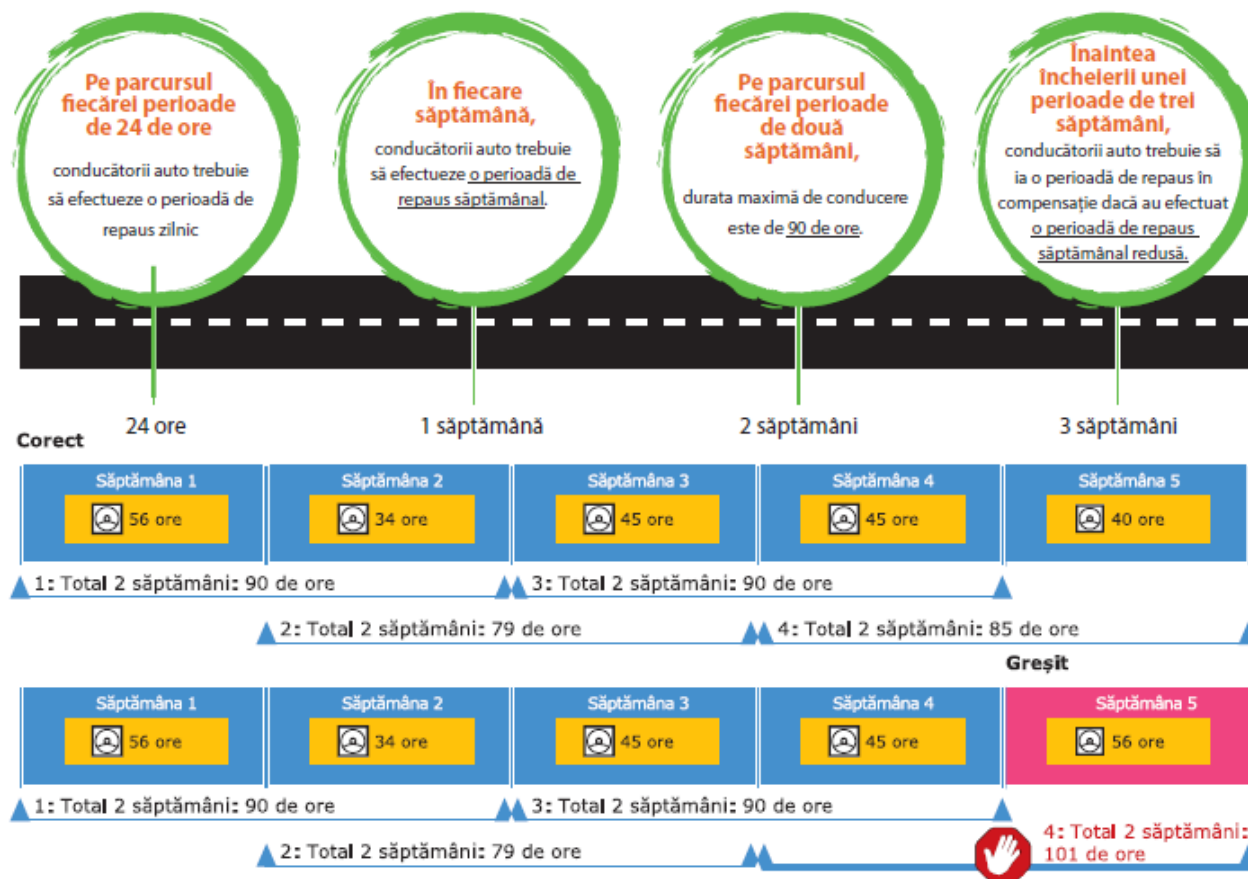 Pe parcursul
fiecărei perioade
de 24 de ore
conducătorii auto trebuie
să efectueze o perioadă de
repaus zilnic
În fiecare
săptămână,
conducătorii auto trebuie
să efectueze o perioadă de
repaus săptămânal.
Pe parcursul
fiecărei perioade
de două
săptămâni,
durata maximă de conducere
este de 90 de ore.
Înaintea
încheierii unei
perioade de trei
săptămâni,
conducătorii auto trebuie să
ia o perioadă de repaus în
compensație dacă au efectuat
o perioadă de repaus
săptămânal redusă.
24 ore
1 săptămână
2 săptămâni
3 săptămâni
Corect
Săptămâna 1
56 ore
Săptămâna 2
34 ore
Săptămâna 3
45 ore
Săptămâna 4
45 ore
Săptămâna 5
40 ore
1: Total 2 săptămâni: 90 de ore
3: Total 2 săptămâni: 90 de ore
2: Total 2 săptămâni: 79 de ore
4: Total 2 săptămâni: 85 de ore
Greșit
Săptămâna 1
56 ore
Săptămâna 2
34 ore
Săptămâna 3
45 ore
Săptămâna 4
45 ore
Săptămâna 5
56 ore
1: Total 2 săptămâni: 90 de ore
3: Total 2 săptămâni: 90 de ore
2: Total 2 săptămâni: 79 de ore
4: Total 2 săptămâni:
101 de ore